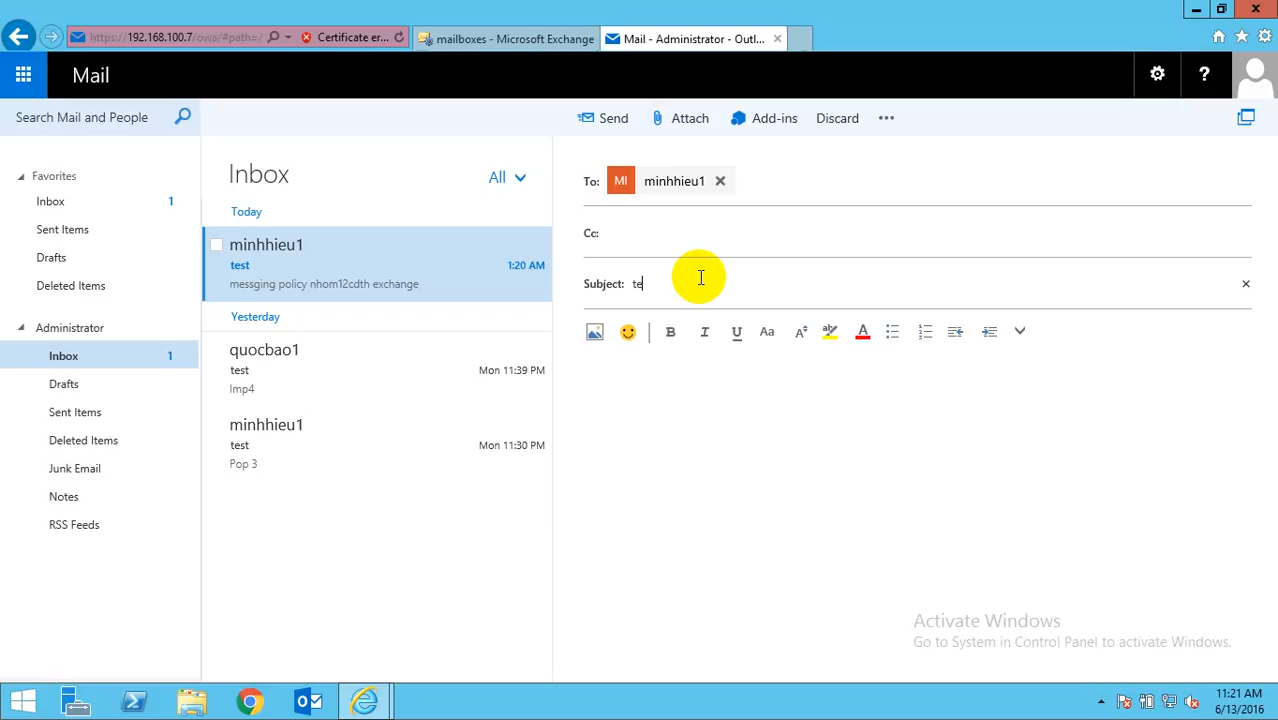 https://192.168.100.7/owa/#path=/
Certificate er...
mailboxes - Microsoft Exchange
Mail - Administrator - Outl...
Mail
?
Search Mail and People
Send
Attach
Add-ins
Discard
Favorites
Inbox 1
Sent Items
Drafts
Deleted Items
Administrator
Inbox 1
Drafts
Sent Items
Deleted Items
Junk Email
Notes
RSS Feeds
Inbox
All
Today
minhhieu1
test 1:20 AM
messging policy nhom12cdth exchange
Yesterday
quocbao1
test Mon 11:39 PM
Imp4
minhhieu1
test Mon 11:30 PM
Pop 3
To: MI minhhieu1
Cc:
Subject: te
B I U Aa A ab A
Activate Windows
Go to System in Control Panel to activate Windows.
11:21 AM
6/13/2016